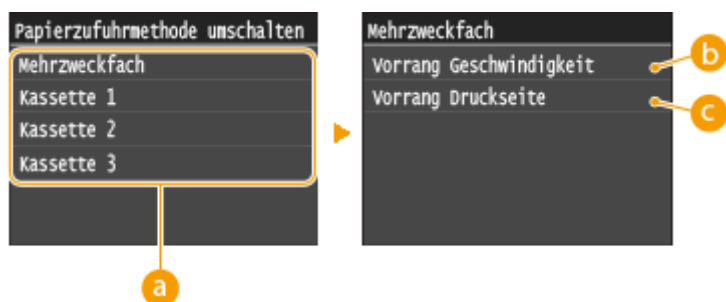 Papierzufuhrmethode umschalten
Mehrzweckfach
Kassette 1
Kassette 2
Kassette 3
a
Mehrzweckfach
Vorrang Geschwindigkeit
b
Vorrang Druckseite
c